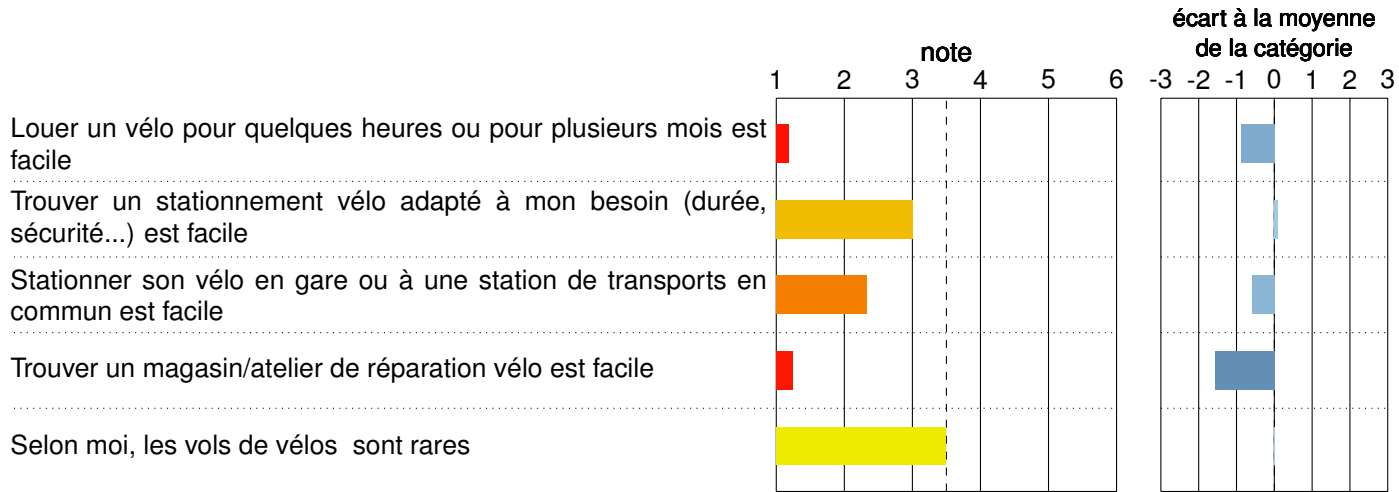 écart à la moyenne
de la catégorie
note
1 2 3 4 5 6
-3 -2 -1 0 1 2 3
Louer un vélo pour quelques heures ou pour plusieurs mois est
facile
Trouver un stationnement vélo adapté à mon besoin (durée,
sécurité...) est facile
Stationner son vélo en gare ou à une station de transports en
commun est facile
Trouver un magasin/atelier de réparation vélo est facile
Selon moi, les vols de vélos sont rares